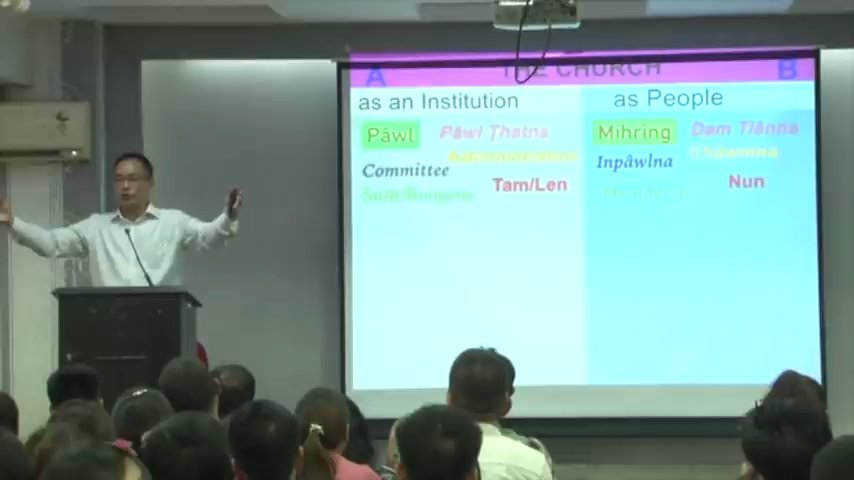 A THE CHURCH B
as an Institution
Pâwl Pâwl Ṭhatna
Administration
Committee
Tam/Len
as People
Mihring Dam Tlânna
Châwmna
Inpâwlna
Nun